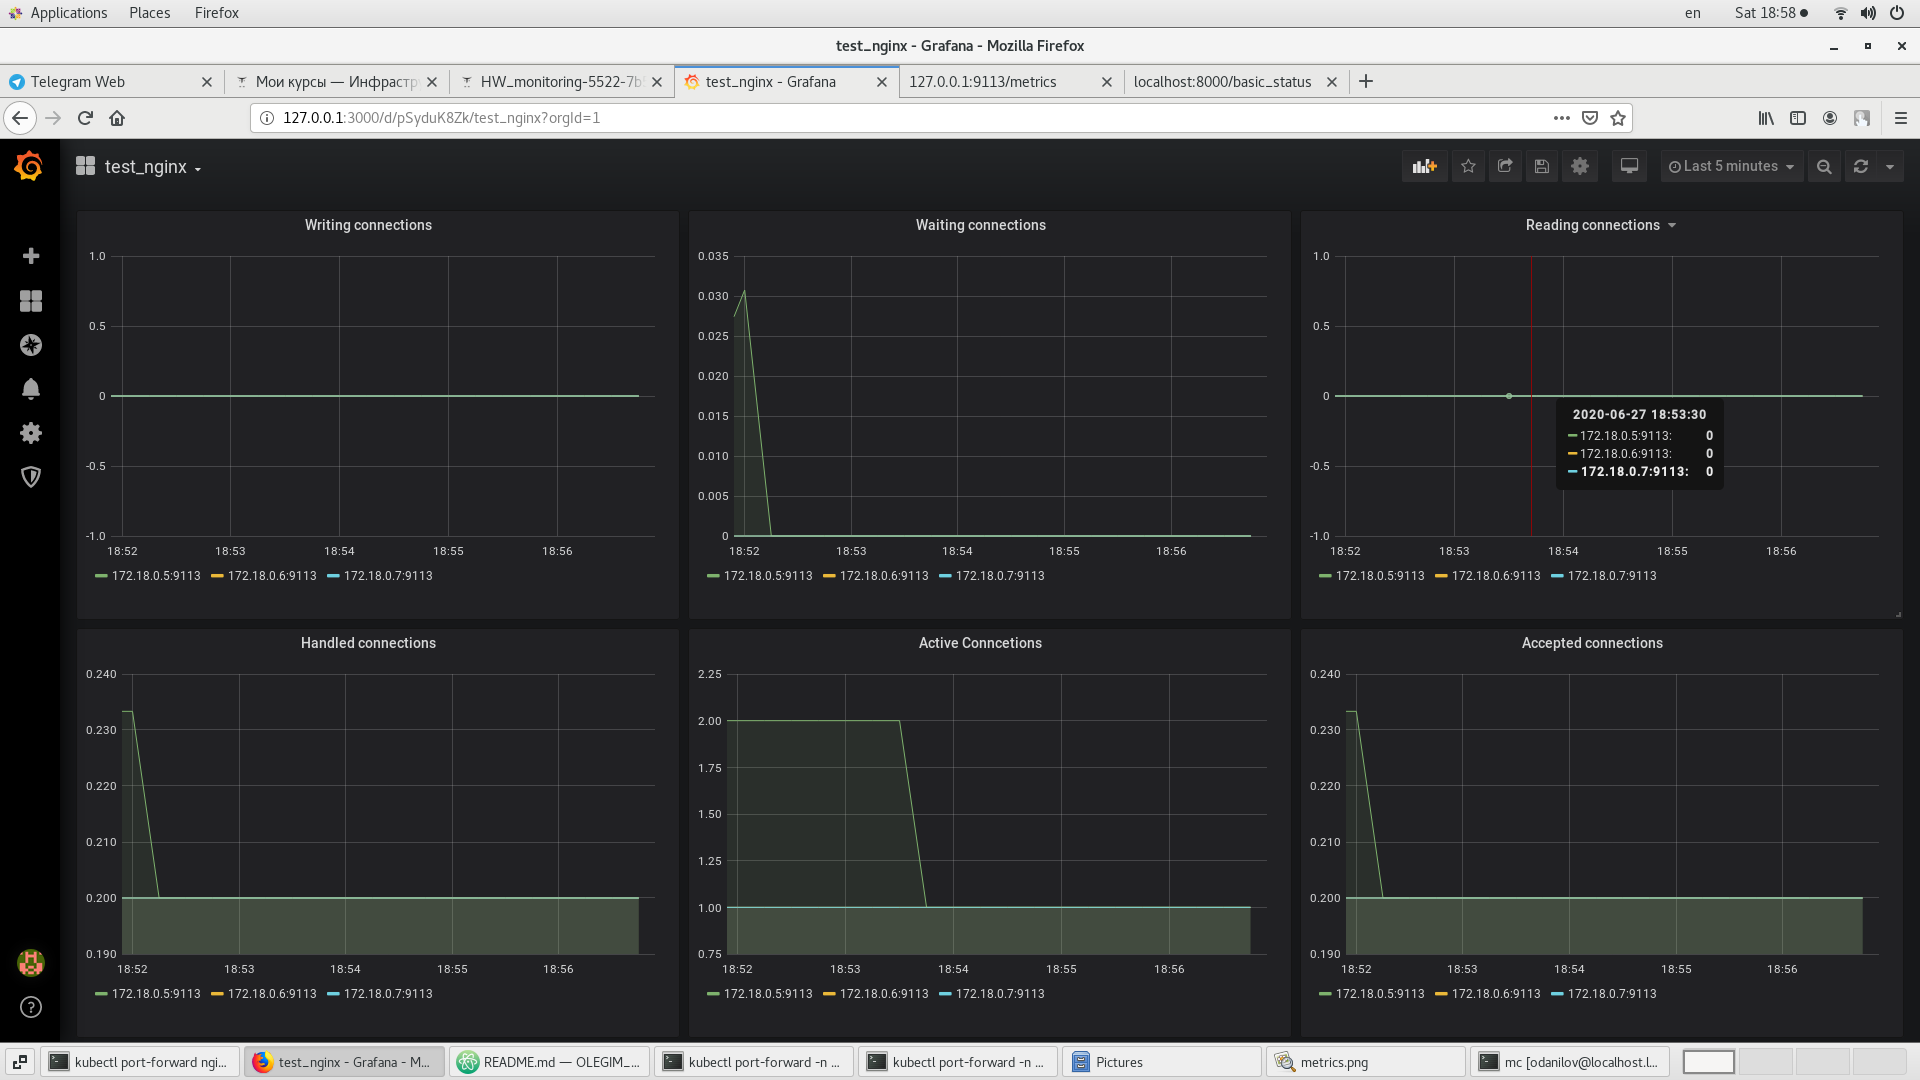 Applications Places Firefox en Sat 18:58
test_nginx - Grafana - Mozilla Firefox
Telegram Web Мои курсы — Инфрастр HW_monitoring-5522-7b test_nginx - Grafana 127.0.0.1:9113/metrics localhost:8000/basic_status
127.0.0.1:3000/d/pSyduK8Zk/test_nginx?orgId=1
test_nginx Last 5 minutes
Writing connections
1.0
0.5
0
-0.5
-1.0
18:52 18:53 18:54 18:55 18:56
172.18.0.5:9113 172.18.0.6:9113 172.18.0.7:9113
Waiting connections
0.035
0.030
0.025
0.020
0.015
0.010
0.005
0
18:52 18:53 18:54 18:55 18:56
172.18.0.5:9113 172.18.0.6:9113 172.18.0.7:9113
Reading connections
1.0
0.5
0
-0.5
-1.0
18:52 18:53 18:54 18:55 18:56
2020-06-27 18:53:30
172.18.0.5:9113: 0
172.18.0.6:9113: 0
172.18.0.7:9113: 0
172.18.0.5:9113 172.18.0.6:9113 172.18.0.7:9113
Handled connections
0.240
0.230
0.220
0.210
0.200
0.190
18:52 18:53 18:54 18:55 18:56
172.18.0.5:9113 172.18.0.6:9113 172.18.0.7:9113
Active Conncetions
2.25
2.00
1.75
1.50
1.25
1.00
0.75
18:52 18:53 18:54 18:55 18:56
172.18.0.5:9113 172.18.0.6:9113 172.18.0.7:9113
Accepted connections
0.240
0.230
0.220
0.210
0.200
0.190
18:52 18:53 18:54 18:55 18:56
172.18.0.5:9113 172.18.0.6:9113 172.18.0.7:9113
kubectl port-forward ngi... test_nginx - Grafana - M... README.md — OLEGIM_... kubectl port-forward -n ... kubectl port-forward -n ... Pictures metrics.png mc [odanilov@localhost.l...